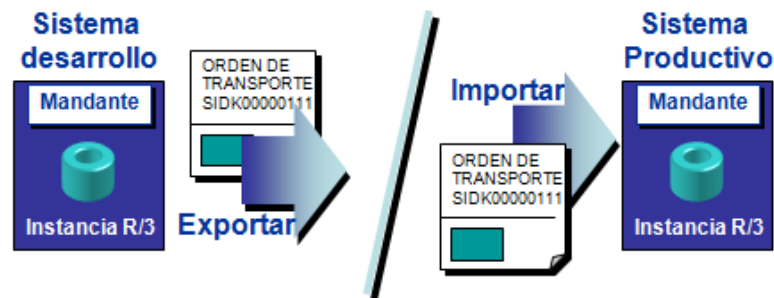 Sistema
desarrollo
Mandante
Instancia R/3
ORDEN DE
TRANSPORTE
SIDK00000111
Exportar
Importar
ORDEN DE
TRANSPORTE
SIDK00000111
Sistema
Productivo
Mandante
Instancia R/3